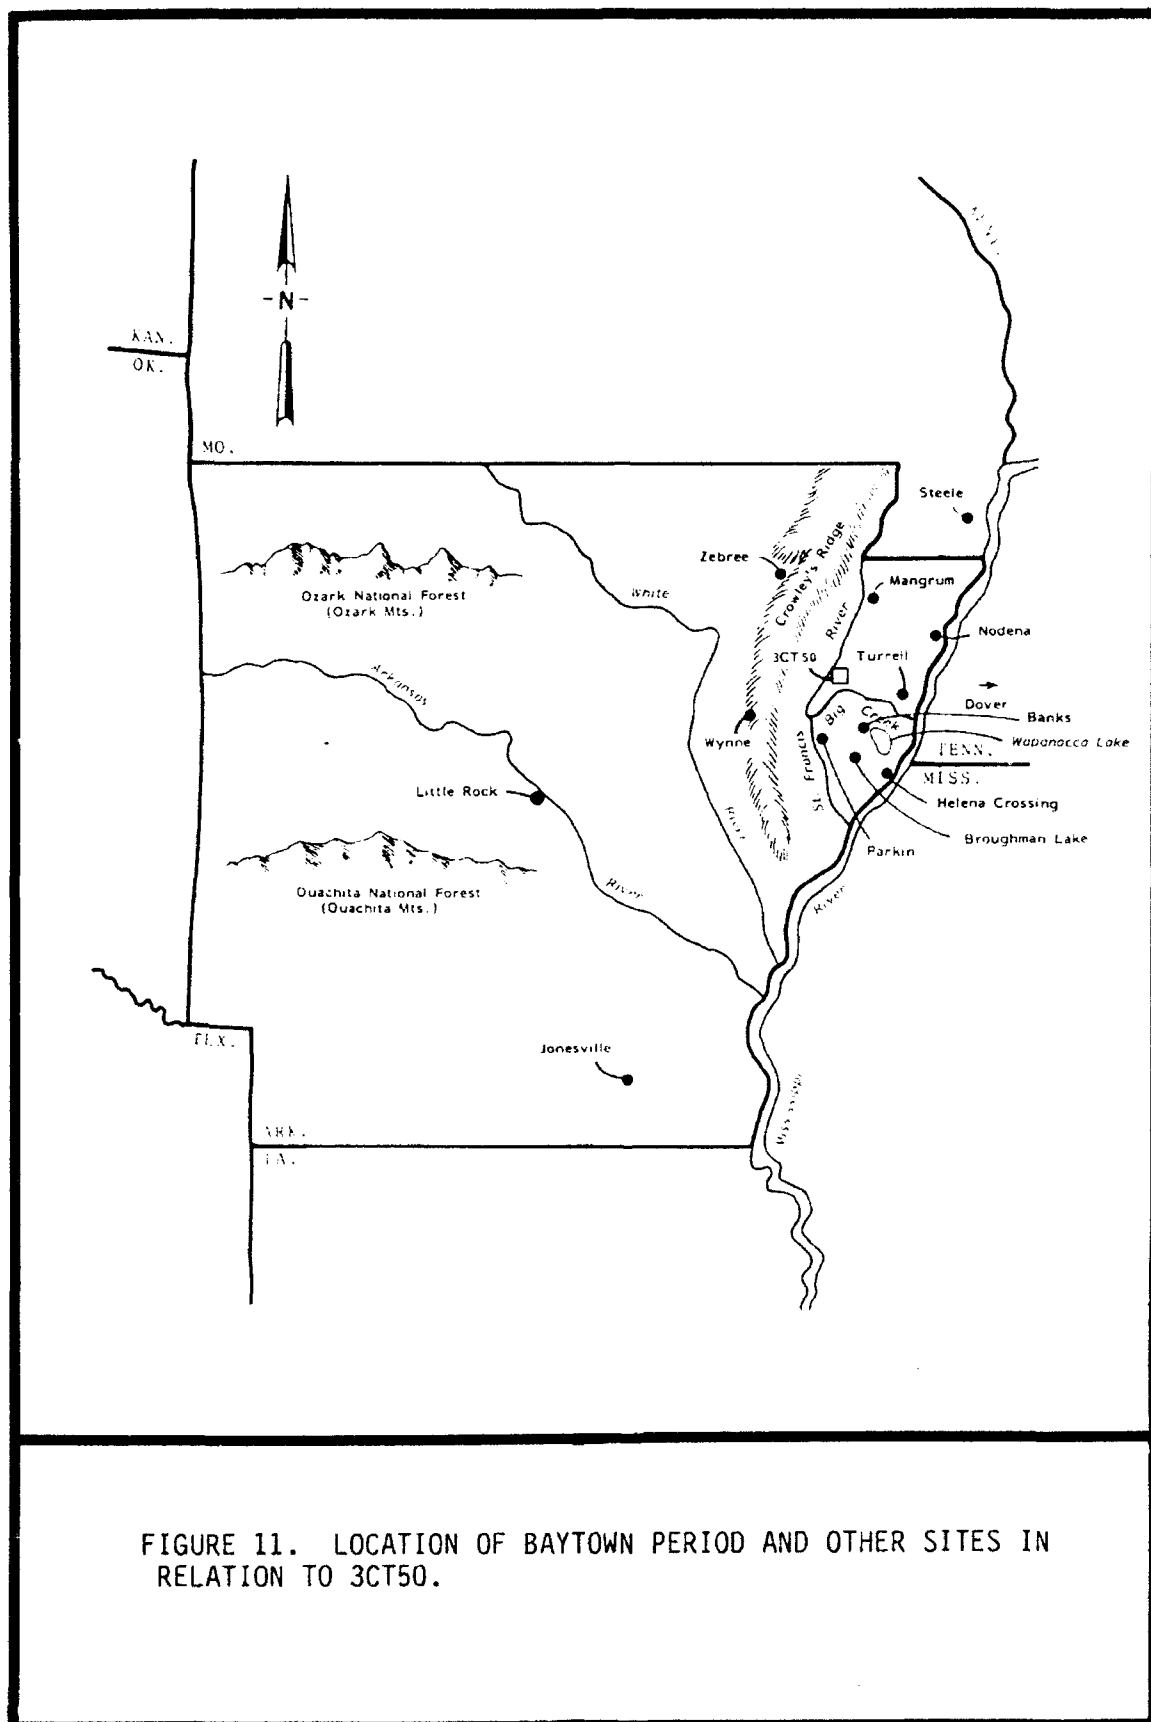 -N-
KAN.
OK.
MO.
Steele
Zebree
Crowley's Ridge
Mangrum
Ozark National Forest
(Ozark Mts.)
White
River
Nodena
3CT50
Turrell
Arkansas
Dover
Big Creek
Banks
Wynne
Wapanocca Lake
TENN.
MISS.
St. Francis
Little Rock
Helena Crossing
River
Broughman Lake
Parkin
Ouachita National Forest
(Ouachita Mts.)
River
River
TEX.
Jonesville
Mississippi
ARK.
LA.
FIGURE 11. LOCATION OF BAYTOWN PERIOD AND OTHER SITES IN
RELATION TO 3CT50.